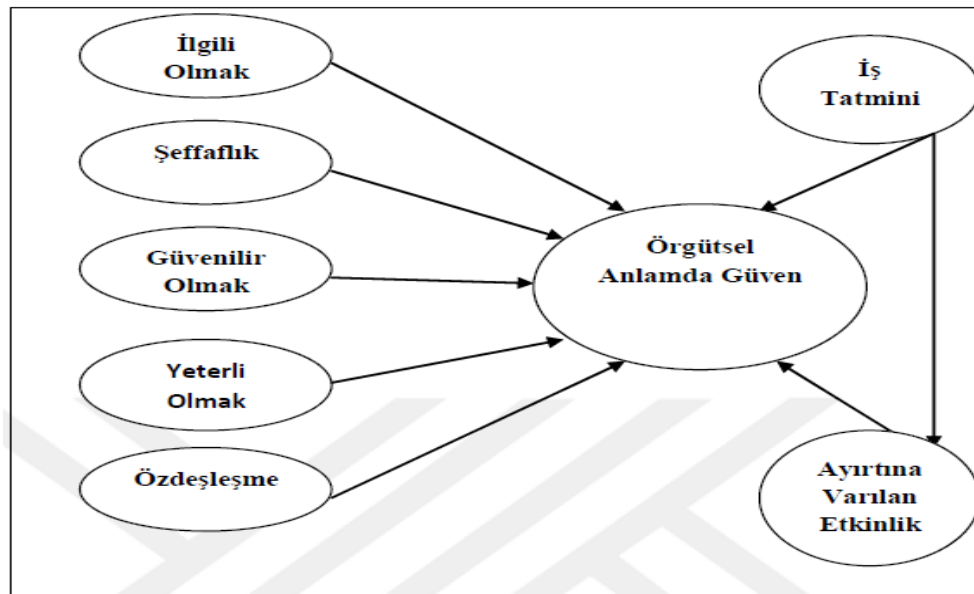 İlgili
Olmak
Şeffaflık
Güvenilir
Olmak
Yeterli
Olmak
Özdeşleşme
Örgütsel
Anlamda Güven
İş
Tatmini
Ayırtına
Varılan
Etkinlik